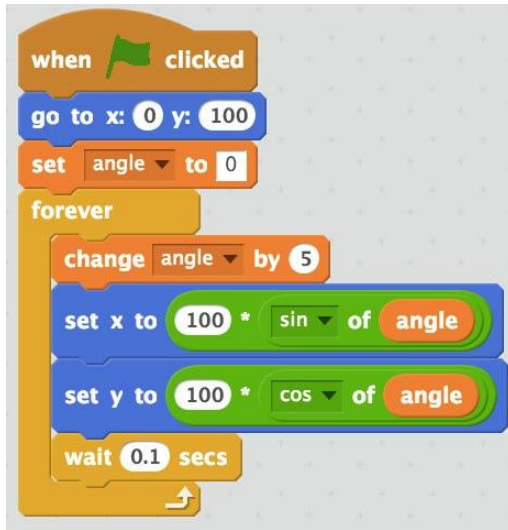 when clicked
go to x: 0 y: 100
set angle to 0
forever
change angle by 5
set x to 100 * sin of angle
set y to 100 * cos of angle
wait 0.1 secs